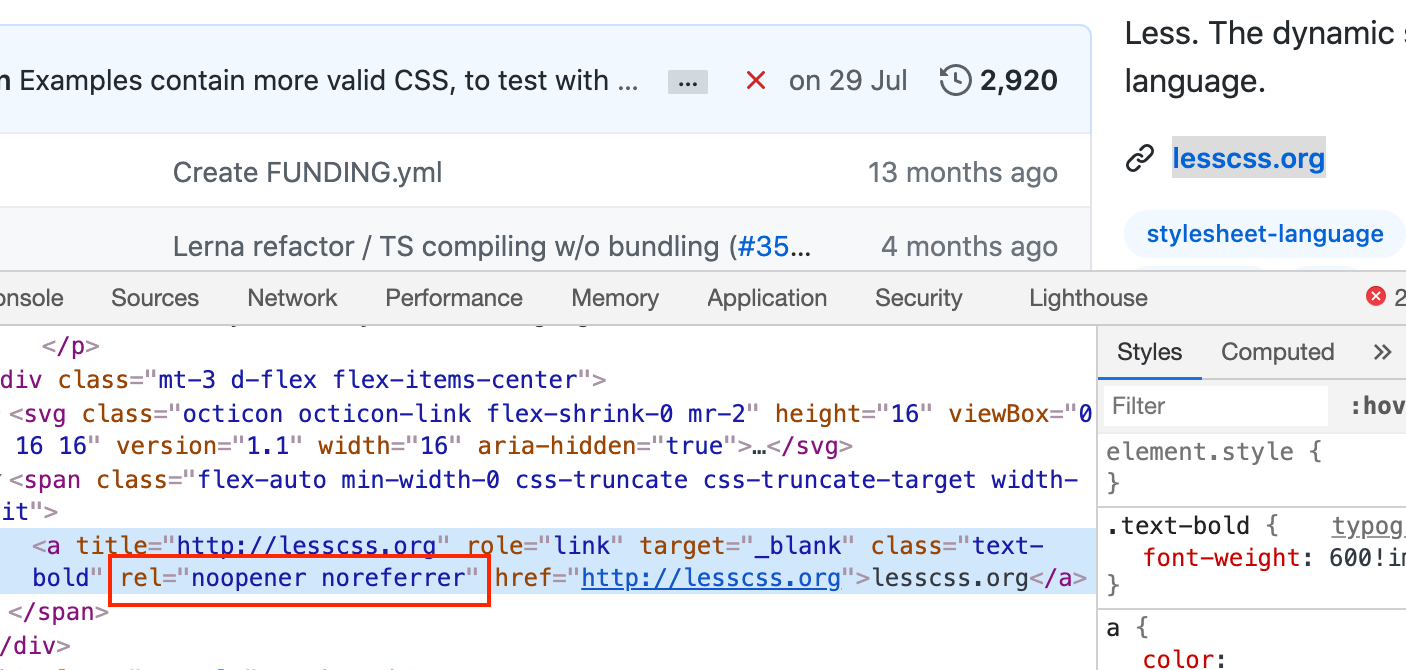 Examples contain more valid CSS, to test with ... … on 29 Jul 2,920
Create FUNDING.yml 13 months ago
Lerna refactor / TS compiling w/o bundling (#35... 4 months ago
Less. The dynamic
language.
lesscss.org
stylesheet-language
onsole Sources Network Performance Memory Application Security Lighthouse 2
</p>
div class="mt-3 d-flex flex-items-center">
<svg class="octicon octicon-link flex-shrink-0 mr-2" height="16" viewBox="0
16 16" version="1.1" width="16" aria-hidden="true">…</svg>
<span class="flex-auto min-width-0 css-truncate css-truncate-target width-
it">
<a title="http://lesscss.org" role="link" target="_blank" class="text-
bold" rel="noopener noreferrer" href="http://lesscss.org">lesscss.org</a>
</span>
/div>
Styles Computed »
Filter :hov
element.style {
}
.text-bold { typog
font-weight: 600!im
}
a {
color: